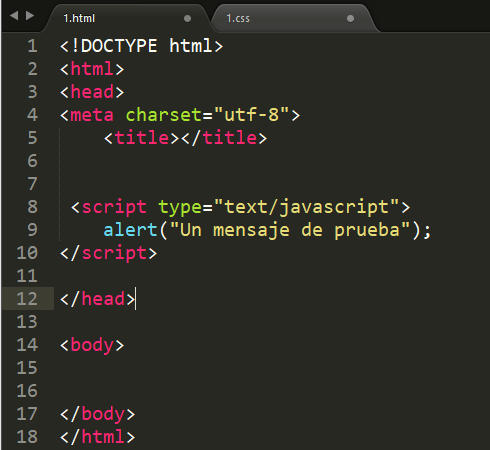 1.html 1.css
1 <!DOCTYPE html>
2 <html>
3 <head>
4 <meta charset="utf-8">
5 <title></title>
6
7
8 <script type="text/javascript">
9 alert("Un mensaje de prueba");
10 </script>
11
12 </head>
13
14 <body>
15
16
17 </body>
18 </html>